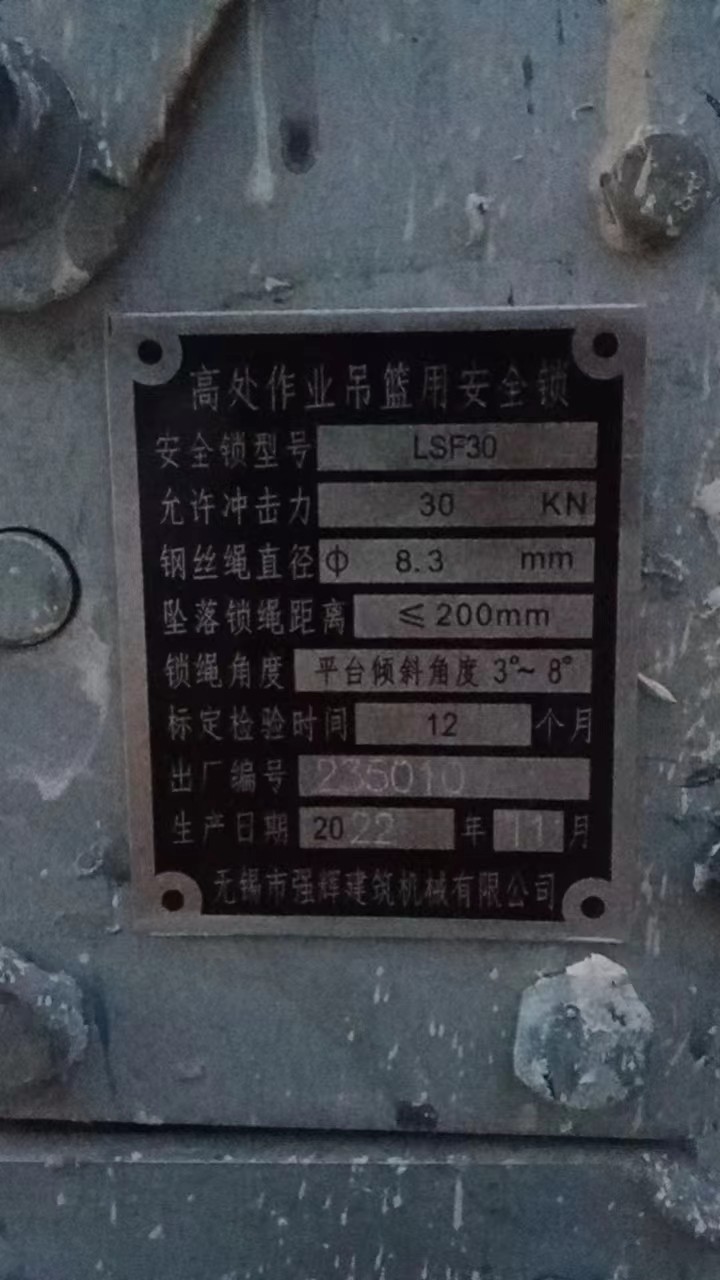 高处作业吊篮用安全锁
安全锁型号 LSF30
允许冲击力 30 KN
钢丝绳直径 Φ 8.3 mm
坠落锁绳距离 ≤200mm
锁绳角度 平台倾斜角度 3°~ 8°
标定检验时间 12 个月
出厂编号 235010
生产日期 2022 年 11 月
无锡市强辉建筑机械有限公司